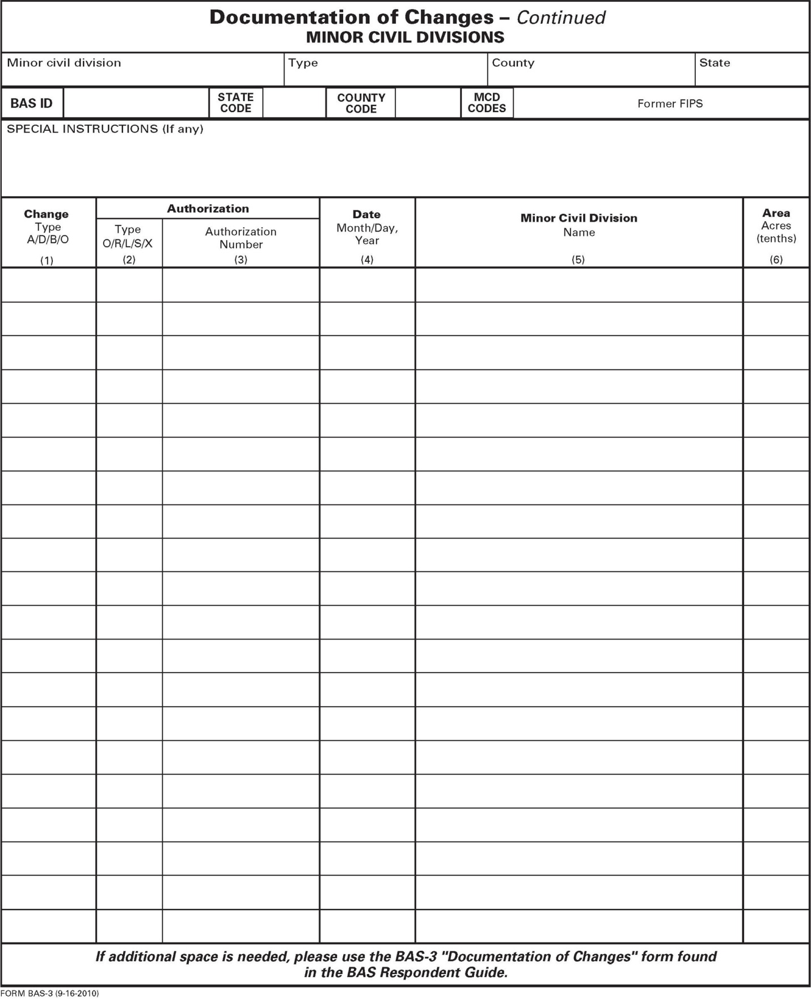 Documentation of Changes – Continued
MINOR CIVIL DIVISIONS
Minor civil division
Type
County
State
BAS ID
STATE
CODE
COUNTY
CODE
MCD
CODES
Former FIPS
SPECIAL INSTRUCTIONS (If any)
Change
Type
A/D/B/O
(1)
Authorization
Type
O/R/L/S/X
(2)
Authorization
Number
(3)
Date
Month/Day,
Year
(4)
Minor Civil Division
Name
(5)
Area
Acres
(tenths)
(6)
If additional space is needed, please use the BAS-3 "Documentation of Changes" form found
in the BAS Respondent Guide.
FORM BAS-3 (9-16-2010)